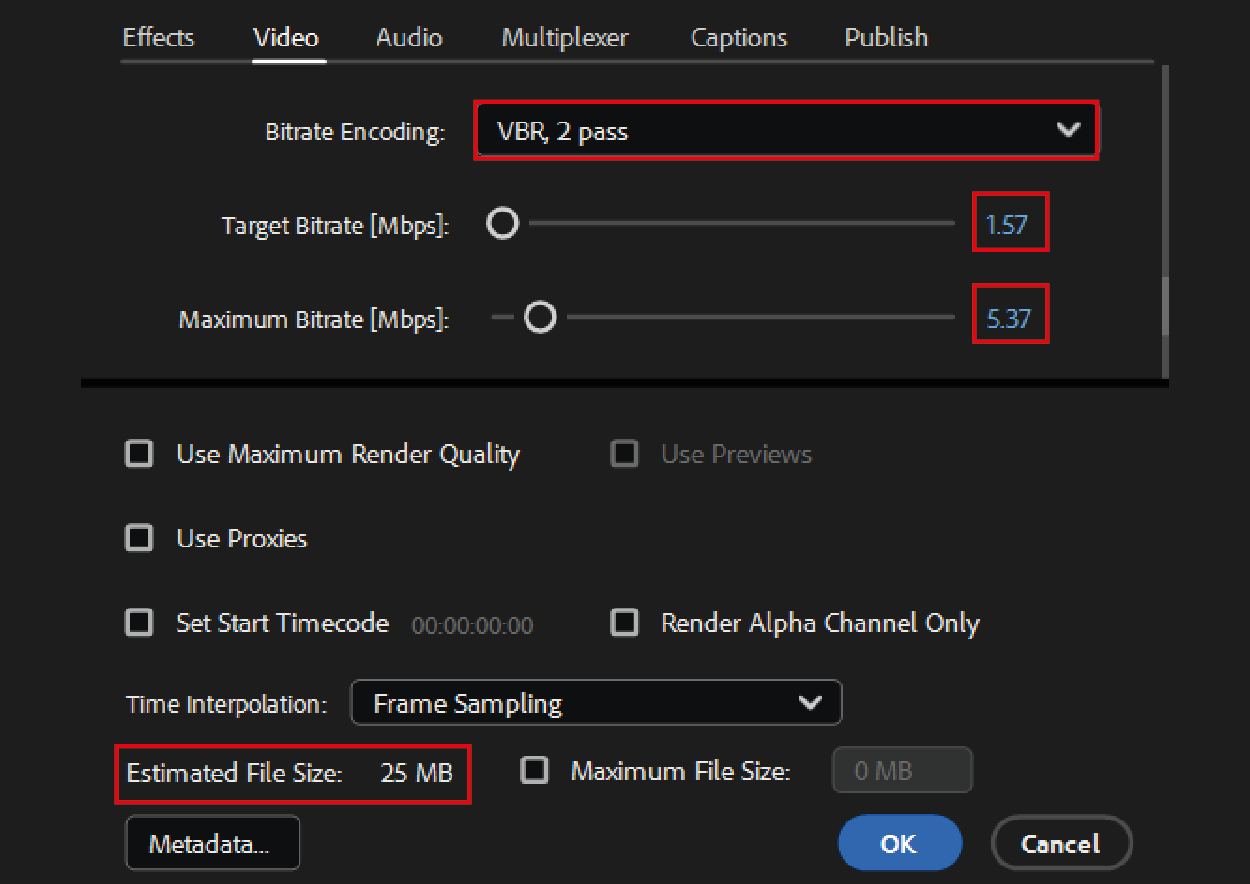 Effects Video Audio Multiplexer Captions Publish
Bitrate Encoding: VBR, 2 pass
Target Bitrate [Mbps]: 1.57
Maximum Bitrate [Mbps]: 5.37
Use Maximum Render Quality Use Previews
Use Proxies
Set Start Timecode 00:00:00:00 Render Alpha Channel Only
Time Interpolation: Frame Sampling
Estimated File Size: 25 MB Maximum File Size: 0 MB
Metadata... OK Cancel